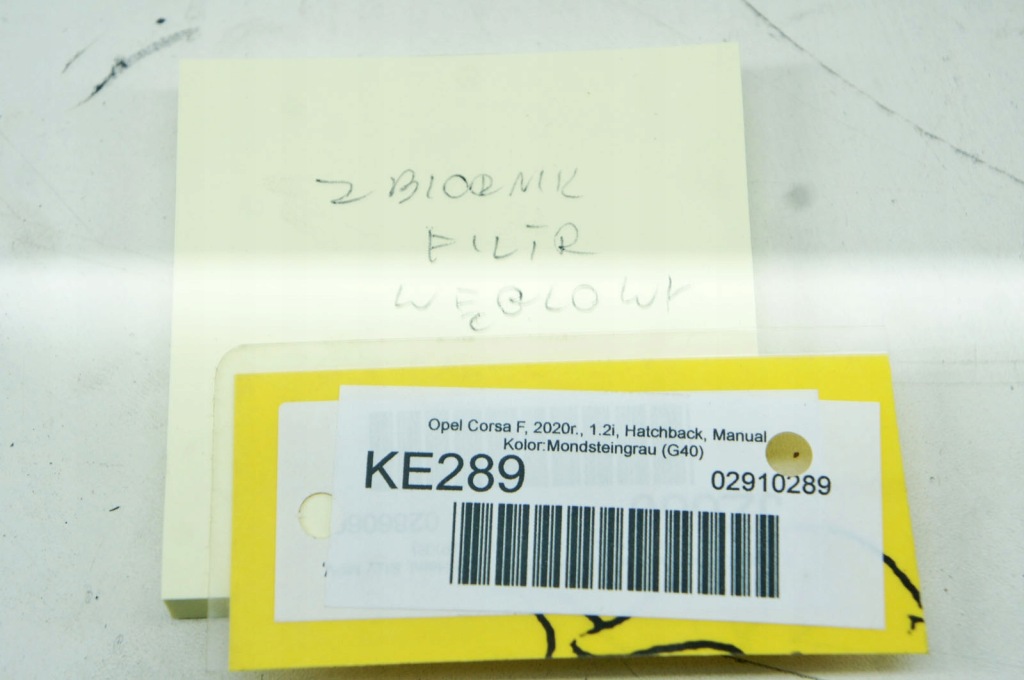 ZBIORNIK
FILTR
WĘGLOWY
Opel Corsa F, 2020r., 1.2i, Hatchback, Manual
Kolor:Mondsteingrau (G40)
KE289
02910289